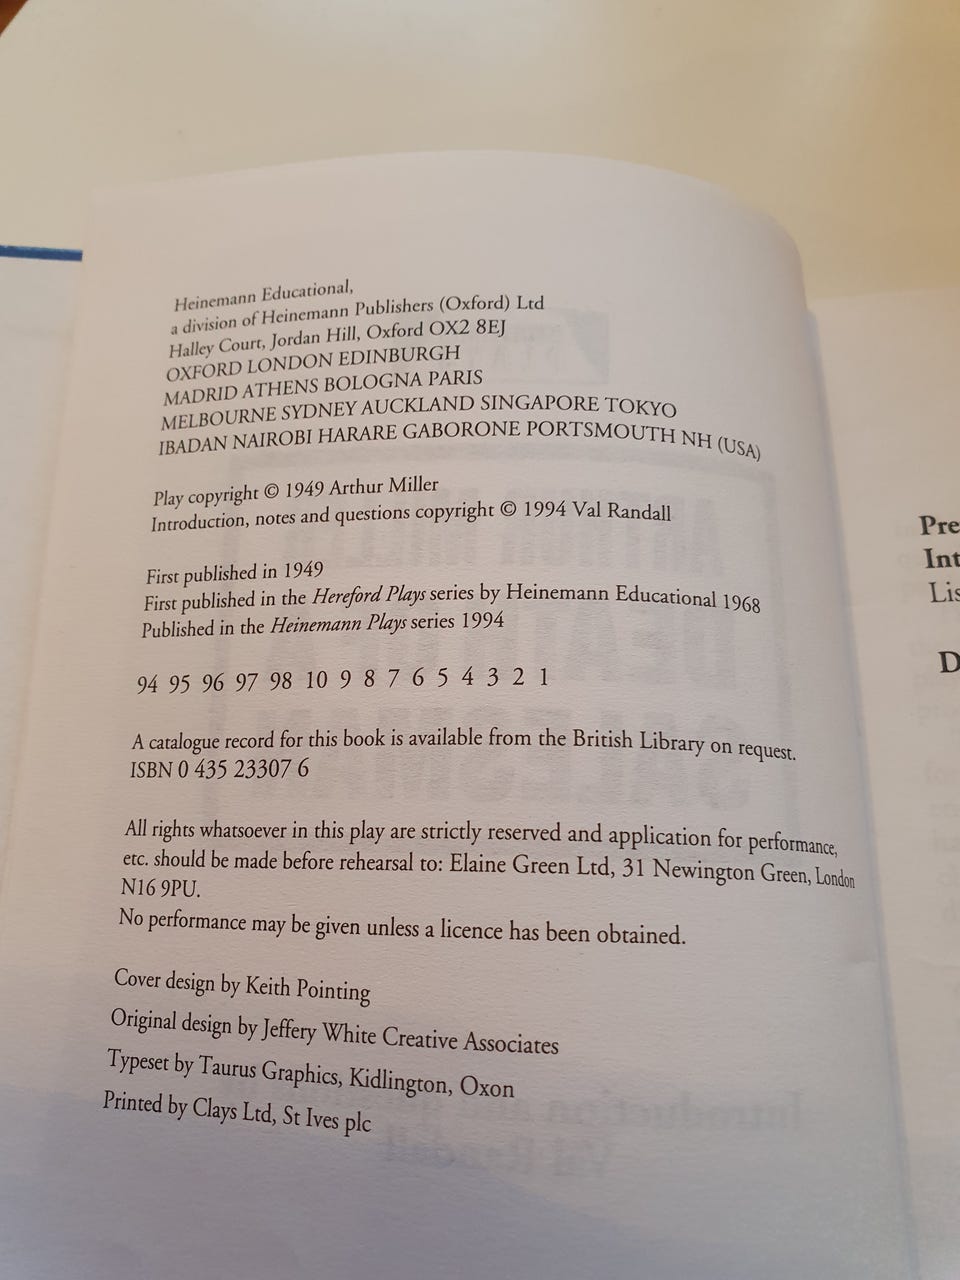 Heinemann Educational,
a division of Heinemann Publishers (Oxford) Ltd
Halley Court, Jordan Hill, Oxford OX2 8EJ
OXFORD LONDON EDINBURGH
MADRID ATHENS BOLOGNA PARIS
MELBOURNE SYDNEY AUCKLAND SINGAPORE TOKYO
IBADAN NAIROBI HARARE GABORONE PORTSMOUTH NH (USA)
Play copyright © 1949 Arthur Miller
Introduction, notes and questions copyright © 1994 Val Randall
First published in 1949
First published in the Hereford Plays series by Heinemann Educational 1968
Published in the Heinemann Plays series 1994
94 95 96 97 98 10 9 8 7 6 5 4 3 2 1
A catalogue record for this book is available from the British Library on request.
ISBN 0 435 23307 6
All rights whatsoever in this play are strictly reserved and application for performance,
etc. should be made before rehearsal to: Elaine Green Ltd, 31 Newington Green, London
N16 9PU.
No performance may be given unless a licence has been obtained.
Cover design by Keith Pointing
Original design by Jeffery White Creative Associates
Typeset by Taurus Graphics, Kidlington, Oxon
Printed by Clays Ltd, St Ives plc